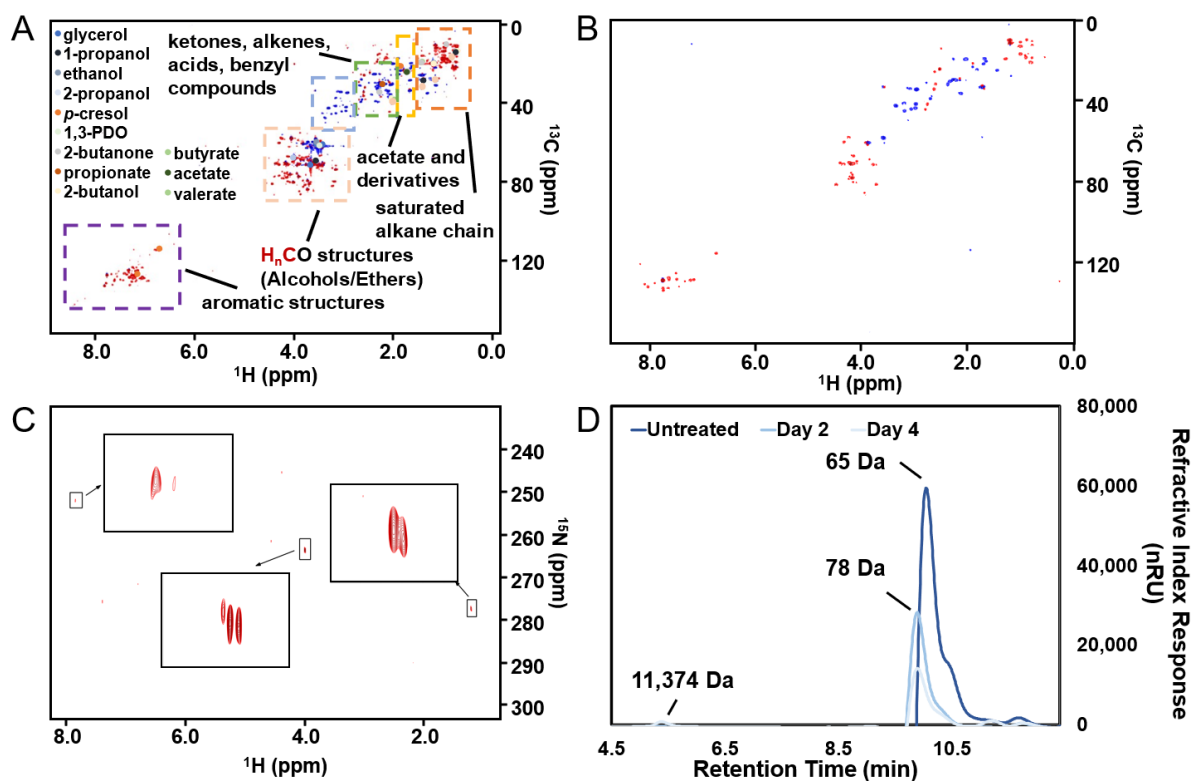 A
glycerol
1-propanol
ethanol
2-propanol
p-cresol
1,3-PDO
2-butanone
propionate
2-butanol
butyrate
acetate
valerate
ketones, alkenes,
acids, benzyl
compounds
acetate and
derivatives
saturated
alkane chain
HnCO structures
(Alcohols/Ethers)
aromatic structures
0
40
80
120
¹³C (ppm)
8.0 6.0 4.0 2.0 0.0
¹H (ppm)
B
0
40
80
120
¹³C (ppm)
8.0 6.0 4.0 2.0 0.0
¹H (ppm)
C
240
250
260
270
280
290
300
¹⁵N (ppm)
8.0 6.0 4.0 2.0
¹H (ppm)
D
Untreated Day 2 Day 4
65 Da
78 Da
11,374 Da
80,000
60,000
40,000
20,000
0
Refractive Index Response
(nRU)
4.5 6.5 8.5 10.5
Retention Time (min)